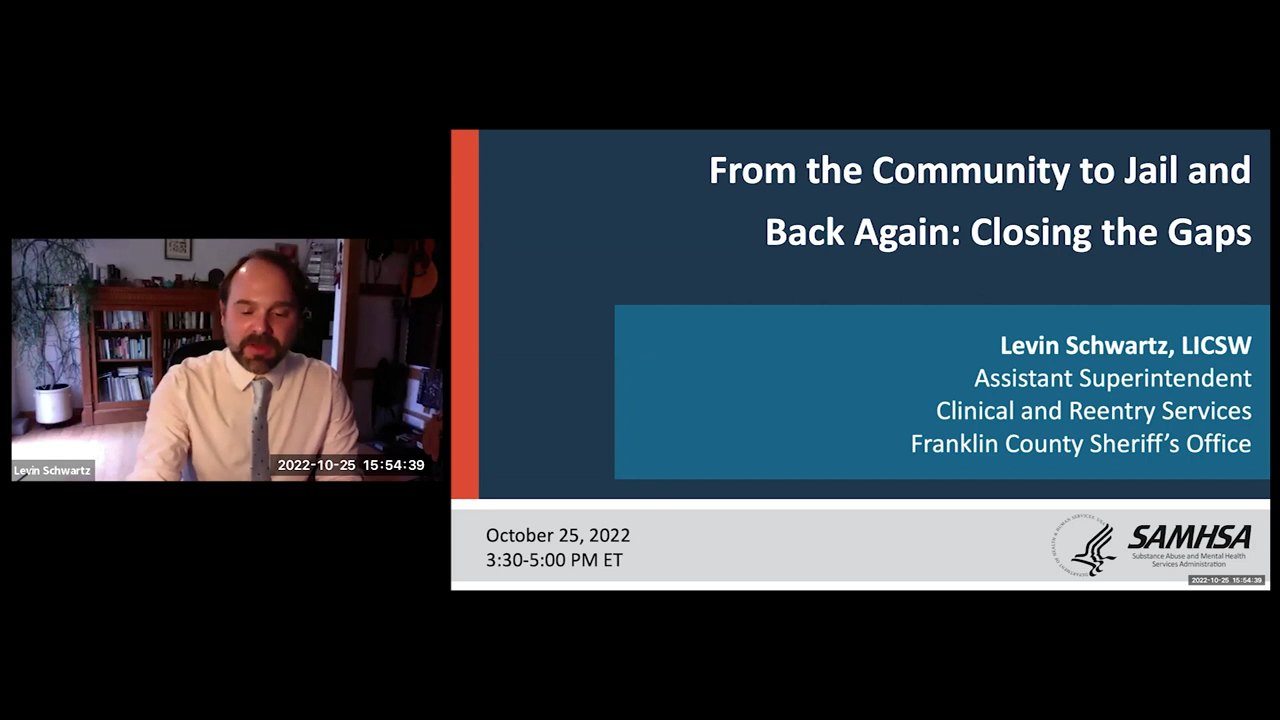 From the Community to Jail and
Back Again: Closing the Gaps
Levin Schwartz, LICSW
Assistant Superintendent
Clinical and Reentry Services
Franklin County Sheriff's Office
Levin Schwartz
2022-10-25 15:54:39
October 25, 2022
3:30-5:00 PM ET
SAMHSA
Substance Abuse and Mental Health
Services Administration
2022-10-25 15:54:39